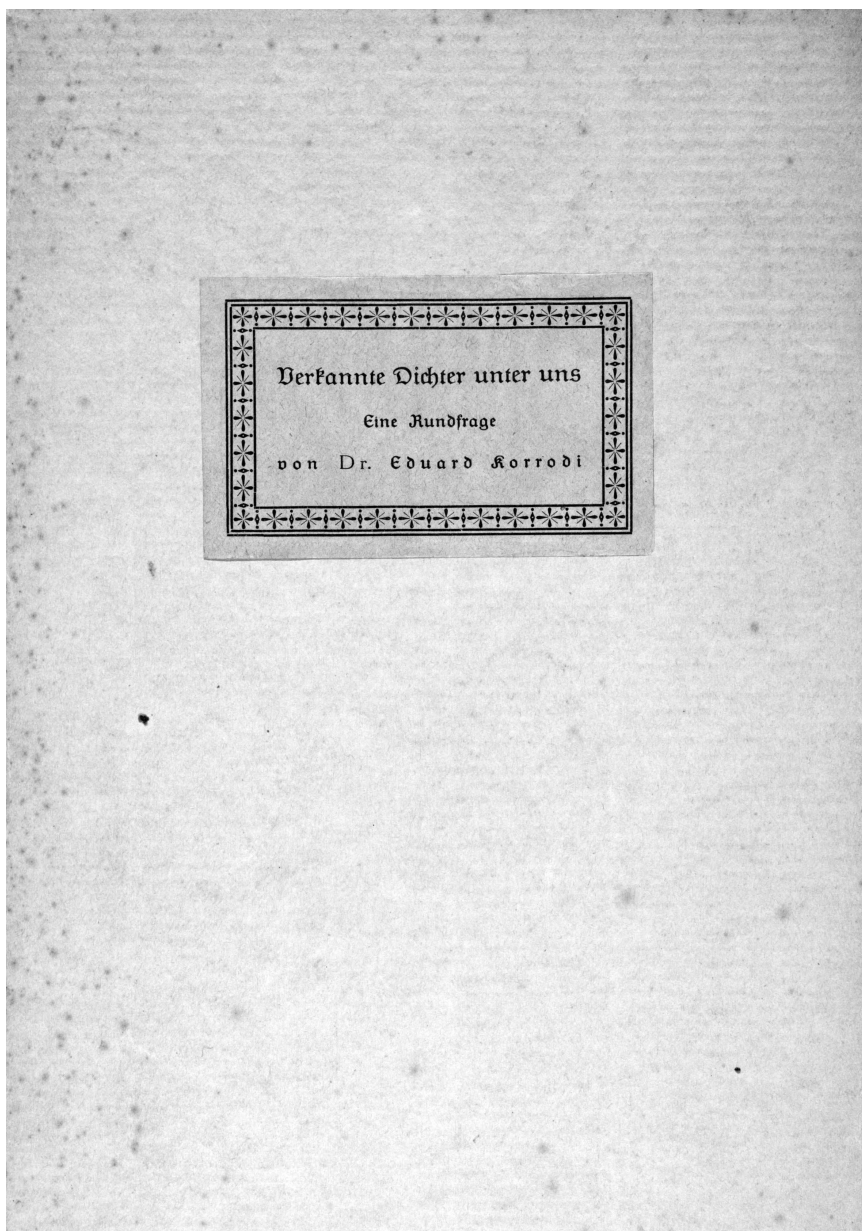 Verkannte Dichter unter uns
Eine Rundfrage
von Dr. Eduard Korrodi